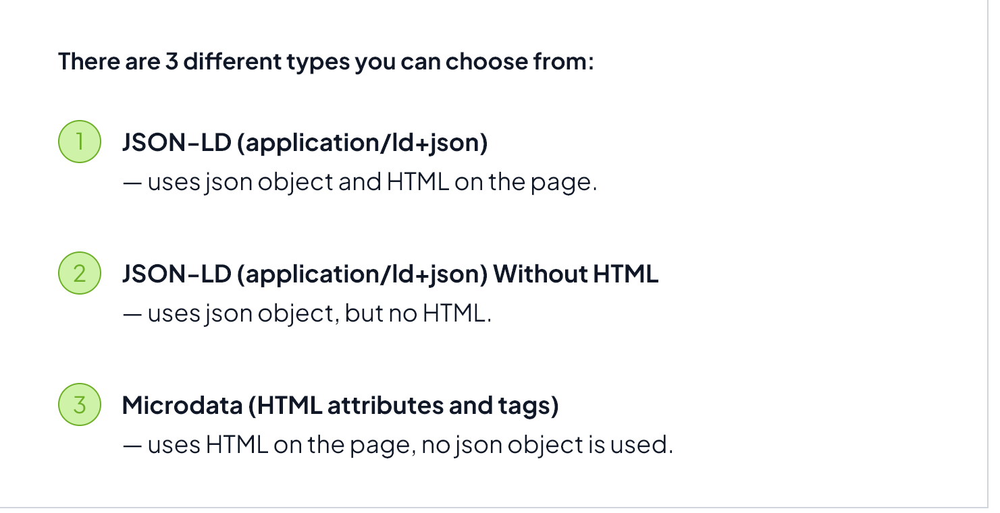 There are 3 different types you can choose from:
1
JSON-LD (application/ld+json)
— uses json object and HTML on the page.
2
JSON-LD (application/ld+json) Without HTML
— uses json object, but no HTML.
3
Microdata (HTML attributes and tags)
— uses HTML on the page, no json object is used.